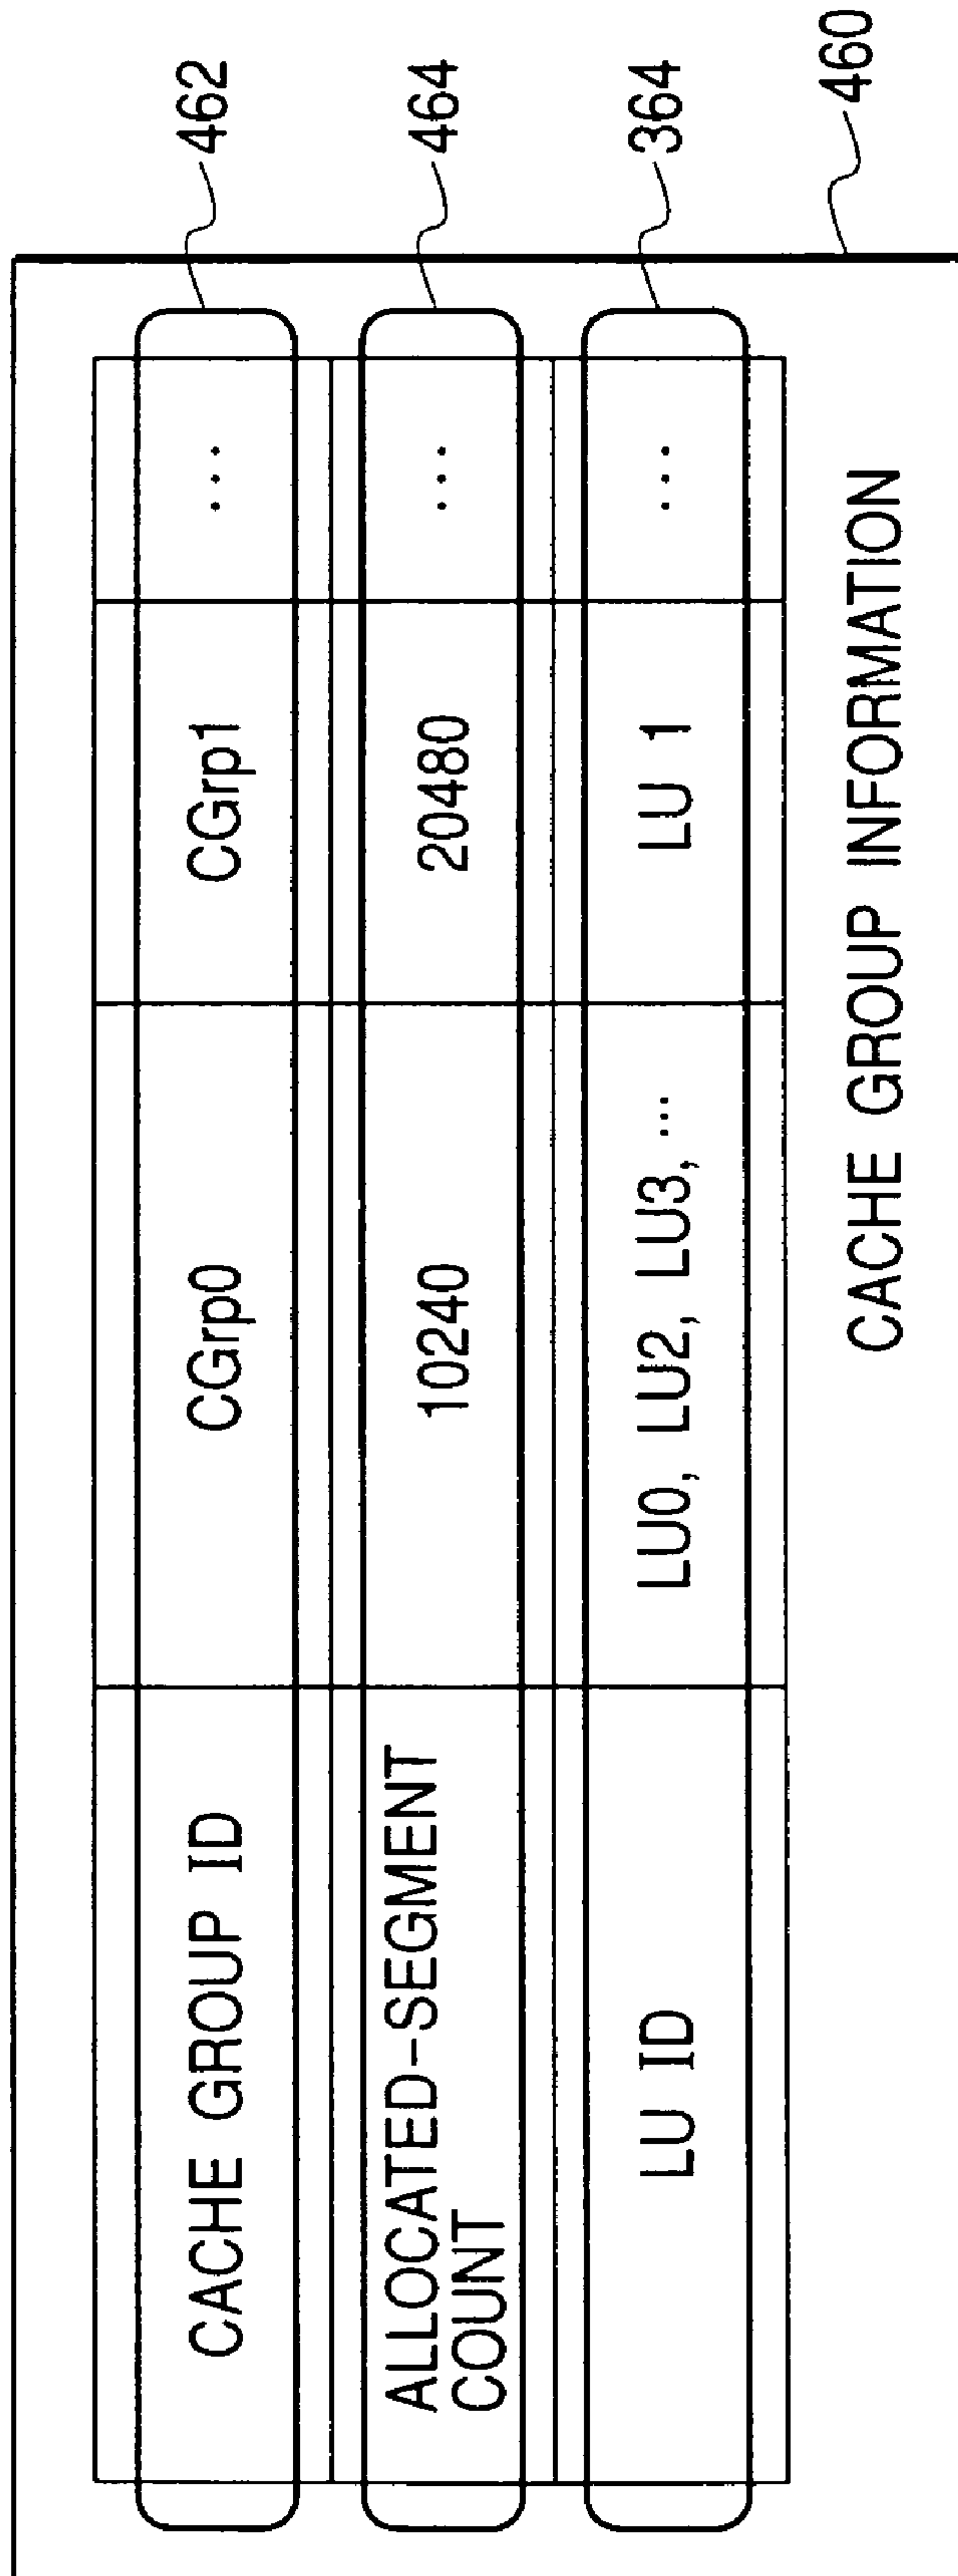 CACHE GROUP ID CGrp0 CGrp1 ... 462
ALLOCATED-SEGMENT
COUNT 10240 20480 ... 464
LU ID LU0, LU2, LU3, ... LU 1 ... 364
CACHE GROUP INFORMATION
460